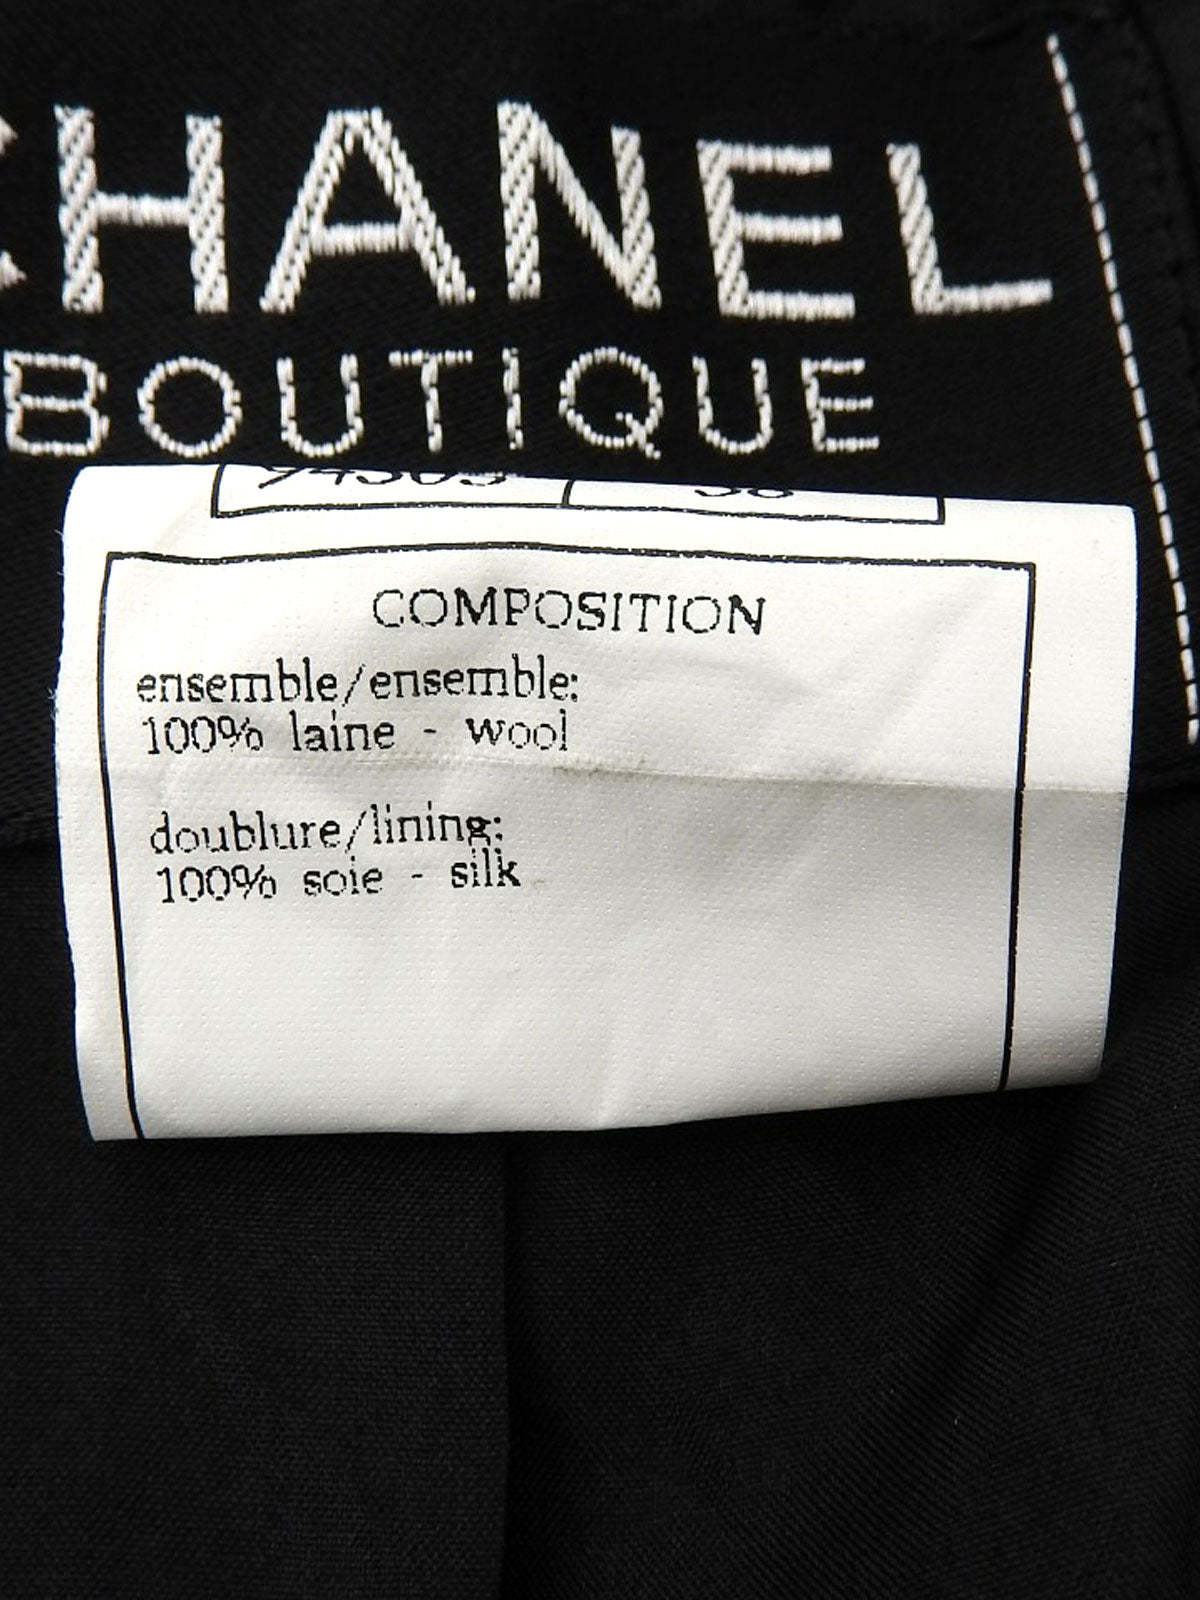 CHANEL
BOUTIQUE
COMPOSITION
ensemble/ensemble:
100% laine - wool
doublure/lining:
100% soie - silk